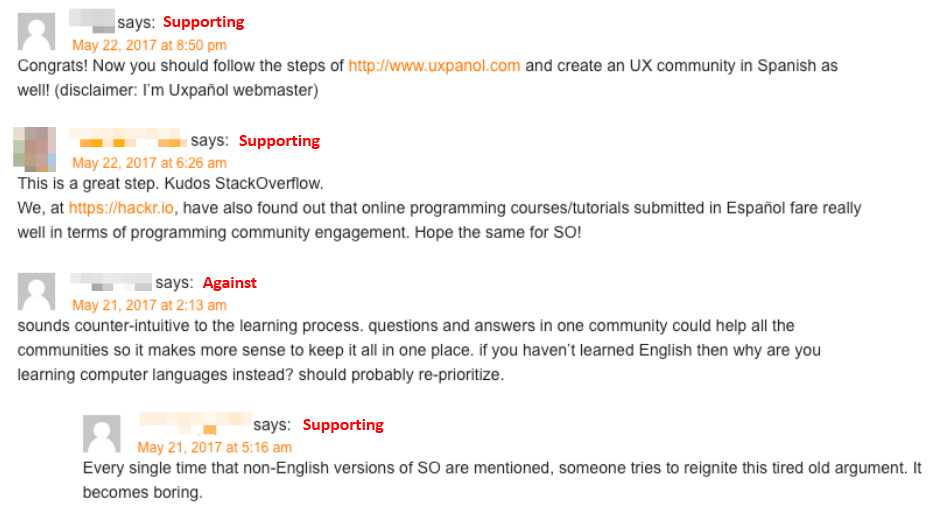 says: Supporting
May 22, 2017 at 8:50 pm
Congrats! Now you should follow the steps of http://www.uxpanol.com and create an UX community in Spanish as
well! (disclaimer: I'm Uxpañol webmaster)
says: Supporting
May 22, 2017 at 6:26 am
This is a great step. Kudos StackOverflow.
We, at https://hackr.io, have also found out that online programming courses/tutorials submitted in Español fare really
well in terms of programming community engagement. Hope the same for SO!
says: Against
May 21, 2017 at 2:13 am
sounds counter-intuitive to the learning process. questions and answers in one community could help all the
communities so it makes more sense to keep it all in one place. if you haven't learned English then why are you
learning computer languages instead? should probably re-prioritize.
says: Supporting
May 21, 2017 at 5:16 am
Every single time that non-English versions of SO are mentioned, someone tries to reignite this tired old argument. It
becomes boring.